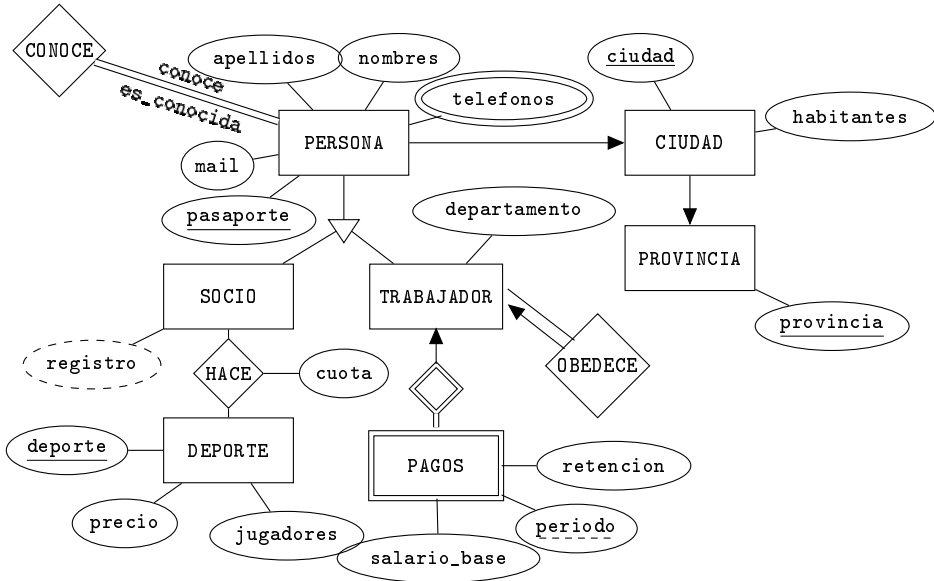 CONOCE
conoce
es_conocida
apellidos
nombres
telefonos
ciudad
habitantes
PERSONA
CIUDAD
mail
pasaporte
departamento
PROVINCIA
provincia
SOCIO
TRABAJADOR
registro
HACE
cuota
OBEDECE
deporte
DEPORTE
PAGOS
retencion
precio
jugadores
periodo
salario_base